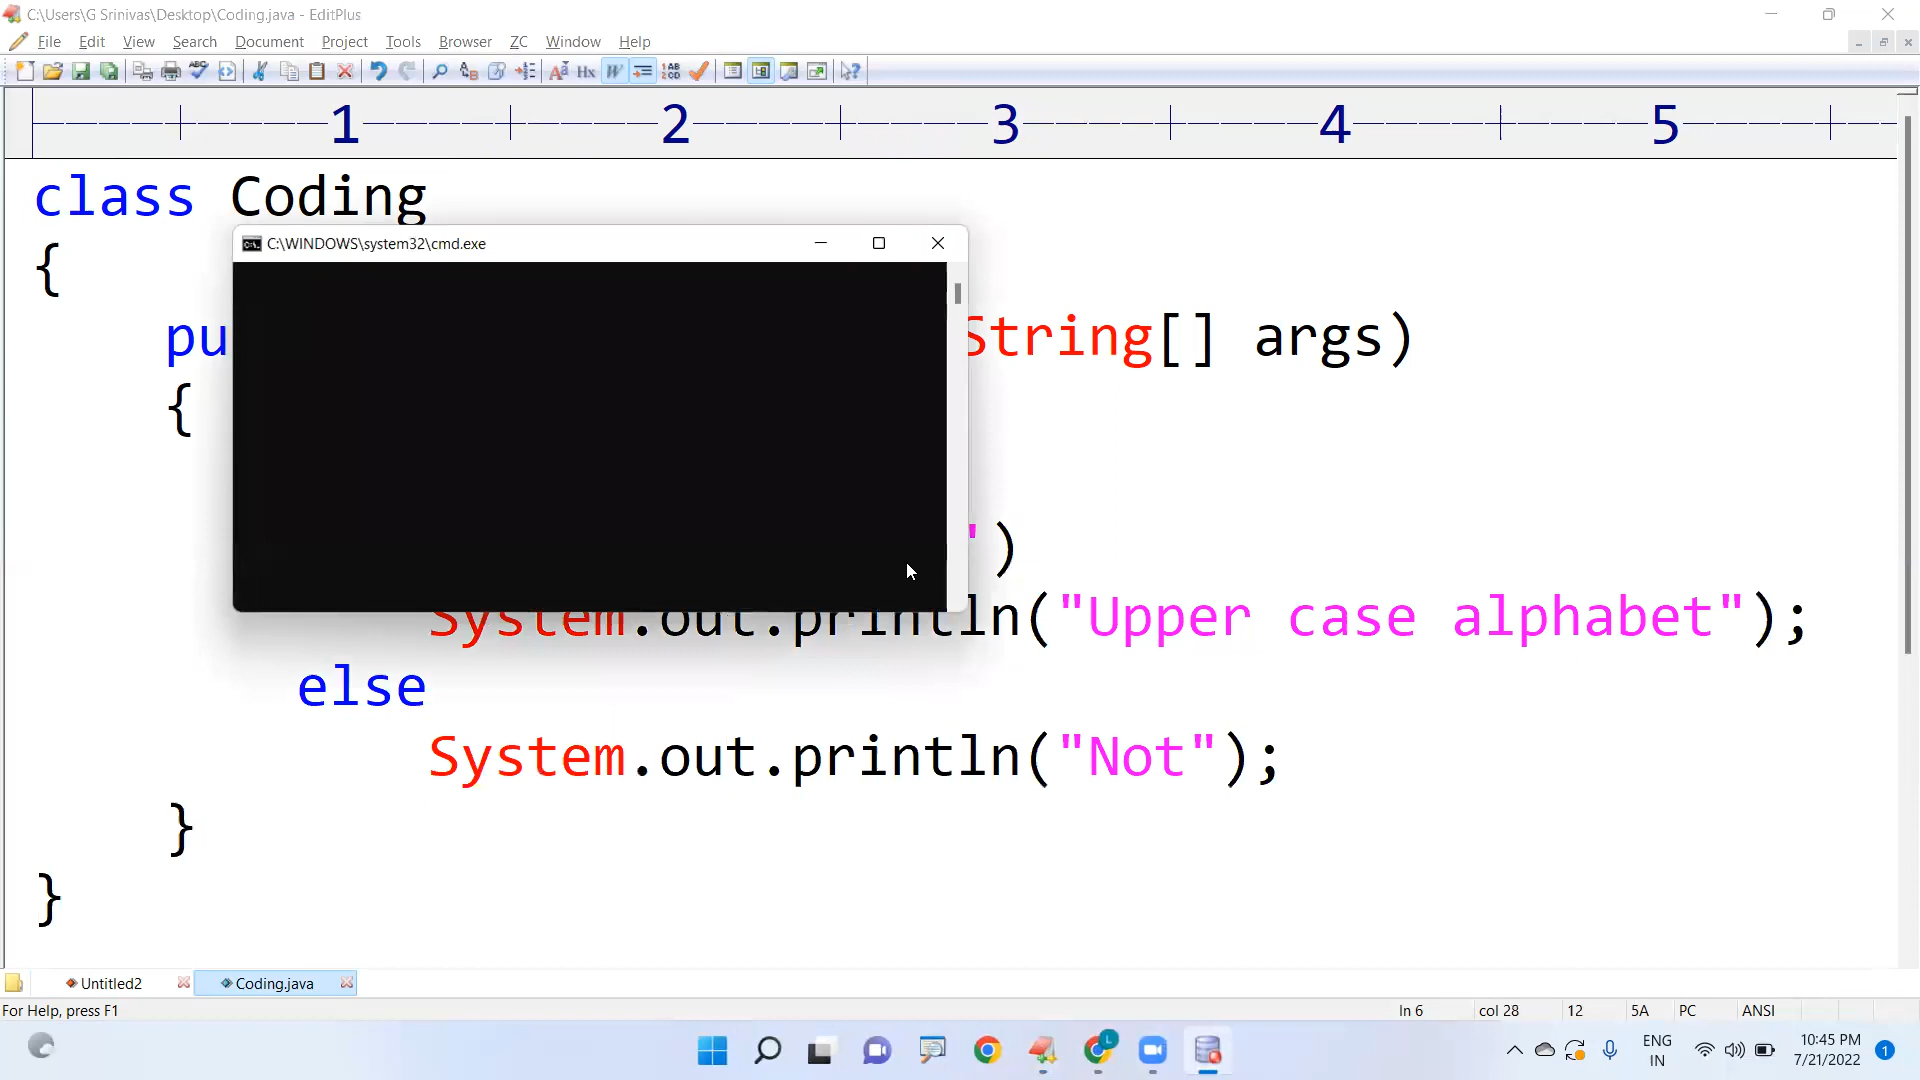 C:\Users\G Srinivas\Desktop\Coding.java - EditPlus
File Edit View Search Document Project Tools Browser ZC Window Help
1 2 3 4 5
class Coding
{
pu String[] args)
{
C:\WINDOWS\system32\cmd.exe
')
System.out.println("Upper case alphabet");
else
System.out.println("Not");
}
}
Untitled2 Coding.java
For Help, press F1 ln 6 col 28 12 5A PC ANSI
ENG
IN
10:45 PM
7/21/2022
1